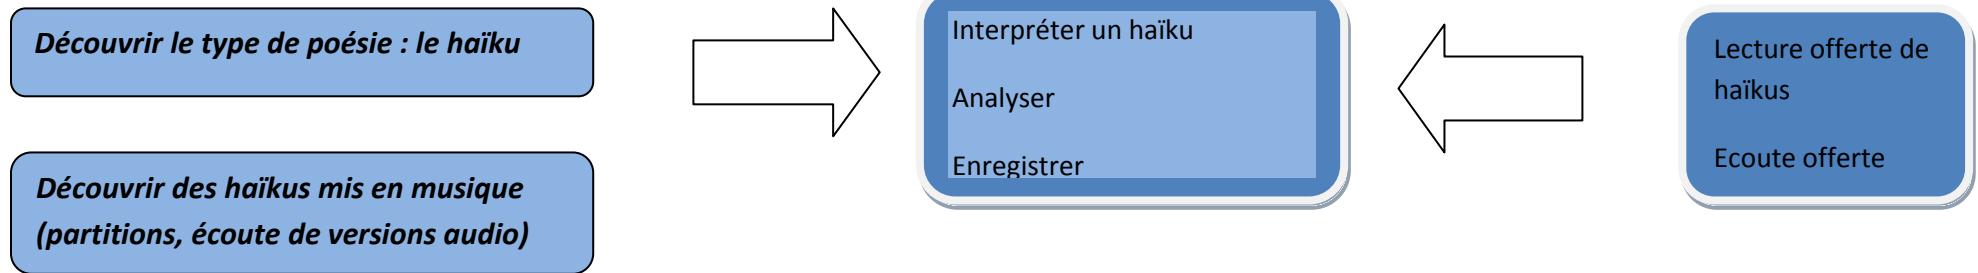 Découvrir le type de poésie : le haïku
Découvrir des haïkus mis en musique
(partitions, écoute de versions audio)
Interpréter un haïku
Analyser
Enregistrer
Lecture offerte de
haïkus
Ecoute offerte